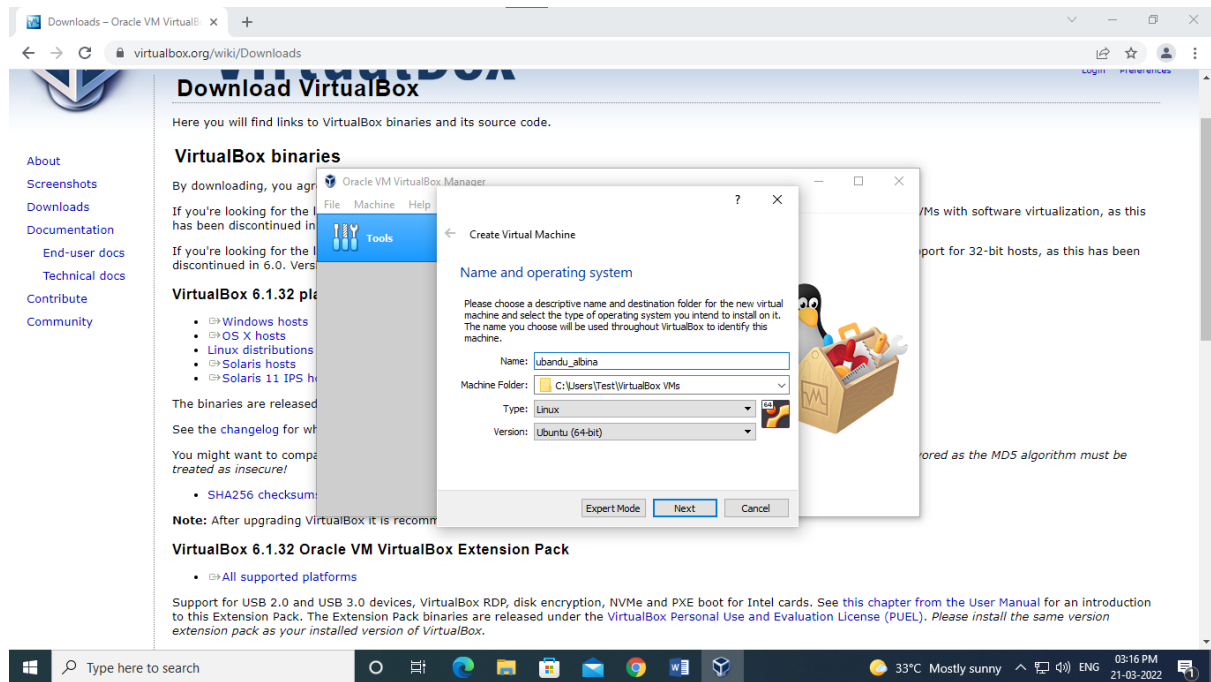 Downloads – Oracle VM VirtualB
virtualbox.org/wiki/Downloads
Login Preferences
VirtualBox
Download VirtualBox
Here you will find links to VirtualBox binaries and its source code.
About
Screenshots
Downloads
Documentation
End-user docs
Technical docs
Contribute
Community
VirtualBox binaries
By downloading, you agr
If you're looking for the l
/Ms with software virtualization, as this
has been discontinued in
If you're looking for the l
port for 32-bit hosts, as this has been
discontinued in 6.0. Vers
VirtualBox 6.1.32 pla
Windows hosts
OS X hosts
Linux distributions
Solaris hosts
Solaris 11 IPS h
The binaries are released
See the changelog for wh
You might want to compa
ored as the MD5 algorithm must be
treated as insecure!
SHA256 checksum
Note: After upgrading VirtualBox it is recomm
VirtualBox 6.1.32 Oracle VM VirtualBox Extension Pack
All supported platforms
Support for USB 2.0 and USB 3.0 devices, VirtualBox RDP, disk encryption, NVMe and PXE boot for Intel cards. See this chapter from the User Manual for an introduction
to this Extension Pack. The Extension Pack binaries are released under the VirtualBox Personal Use and Evaluation License (PUEL). Please install the same version
extension pack as your installed version of VirtualBox.
Oracle VM VirtualBox Manager
File Machine Help
Tools
? 
Create Virtual Machine
Name and operating system
Please choose a descriptive name and destination folder for the new virtual
machine and select the type of operating system you intend to install on it.
The name you choose will be used throughout VirtualBox to identify this
machine.
Name: ubandu_albina
Machine Folder: C:\Users\Test\VirtualBox VMs
Type: Linux
64
Version: Ubuntu (64-bit)
Expert Mode Next Cancel
Type here to search
33°C Mostly sunny
ENG
03:16 PM
21-03-2022
1